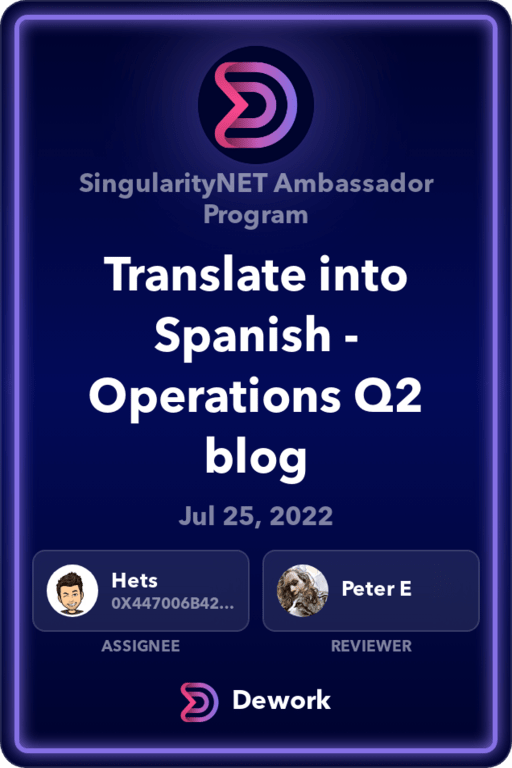 SingularityNET Ambassador
Program
Translate into
Spanish -
Operations Q2
blog
Jul 25, 2022
Hets
0X447006B42...
Peter E
ASSIGNEE
REVIEWER
Dework